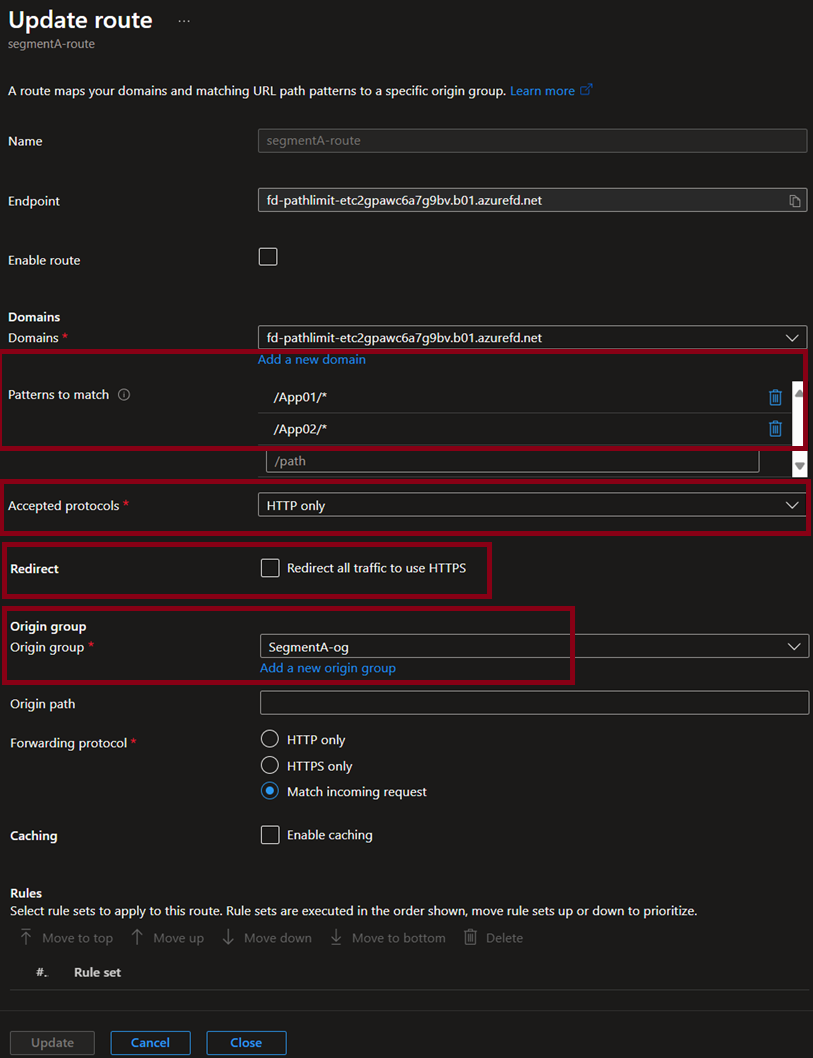 Update route ...
segmentA-route
A route maps your domains and matching URL path patterns to a specific origin group. Learn more
Name segmentA-route
Endpoint fd-pathlimit-etc2gpawc6a7g9bv.b01.azurefd.net
Enable route
Domains
Domains * fd-pathlimit-etc2gpawc6a7g9bv.b01.azurefd.net
Add a new domain
Patterns to match /App01/*
/App02/*
/path
Accepted protocols * HTTP only
Redirect Redirect all traffic to use HTTPS
Origin group
Origin group * SegmentA-og
Add a new origin group
Origin path
Forwarding protocol * HTTP only
HTTPS only
Match incoming request
Caching Enable caching
Rules
Select rule sets to apply to this route. Rule sets are executed in the order shown, move rule sets up or down to prioritize.
Move to top Move up Move down Move to bottom Delete
#.. Rule set
Update Cancel Close